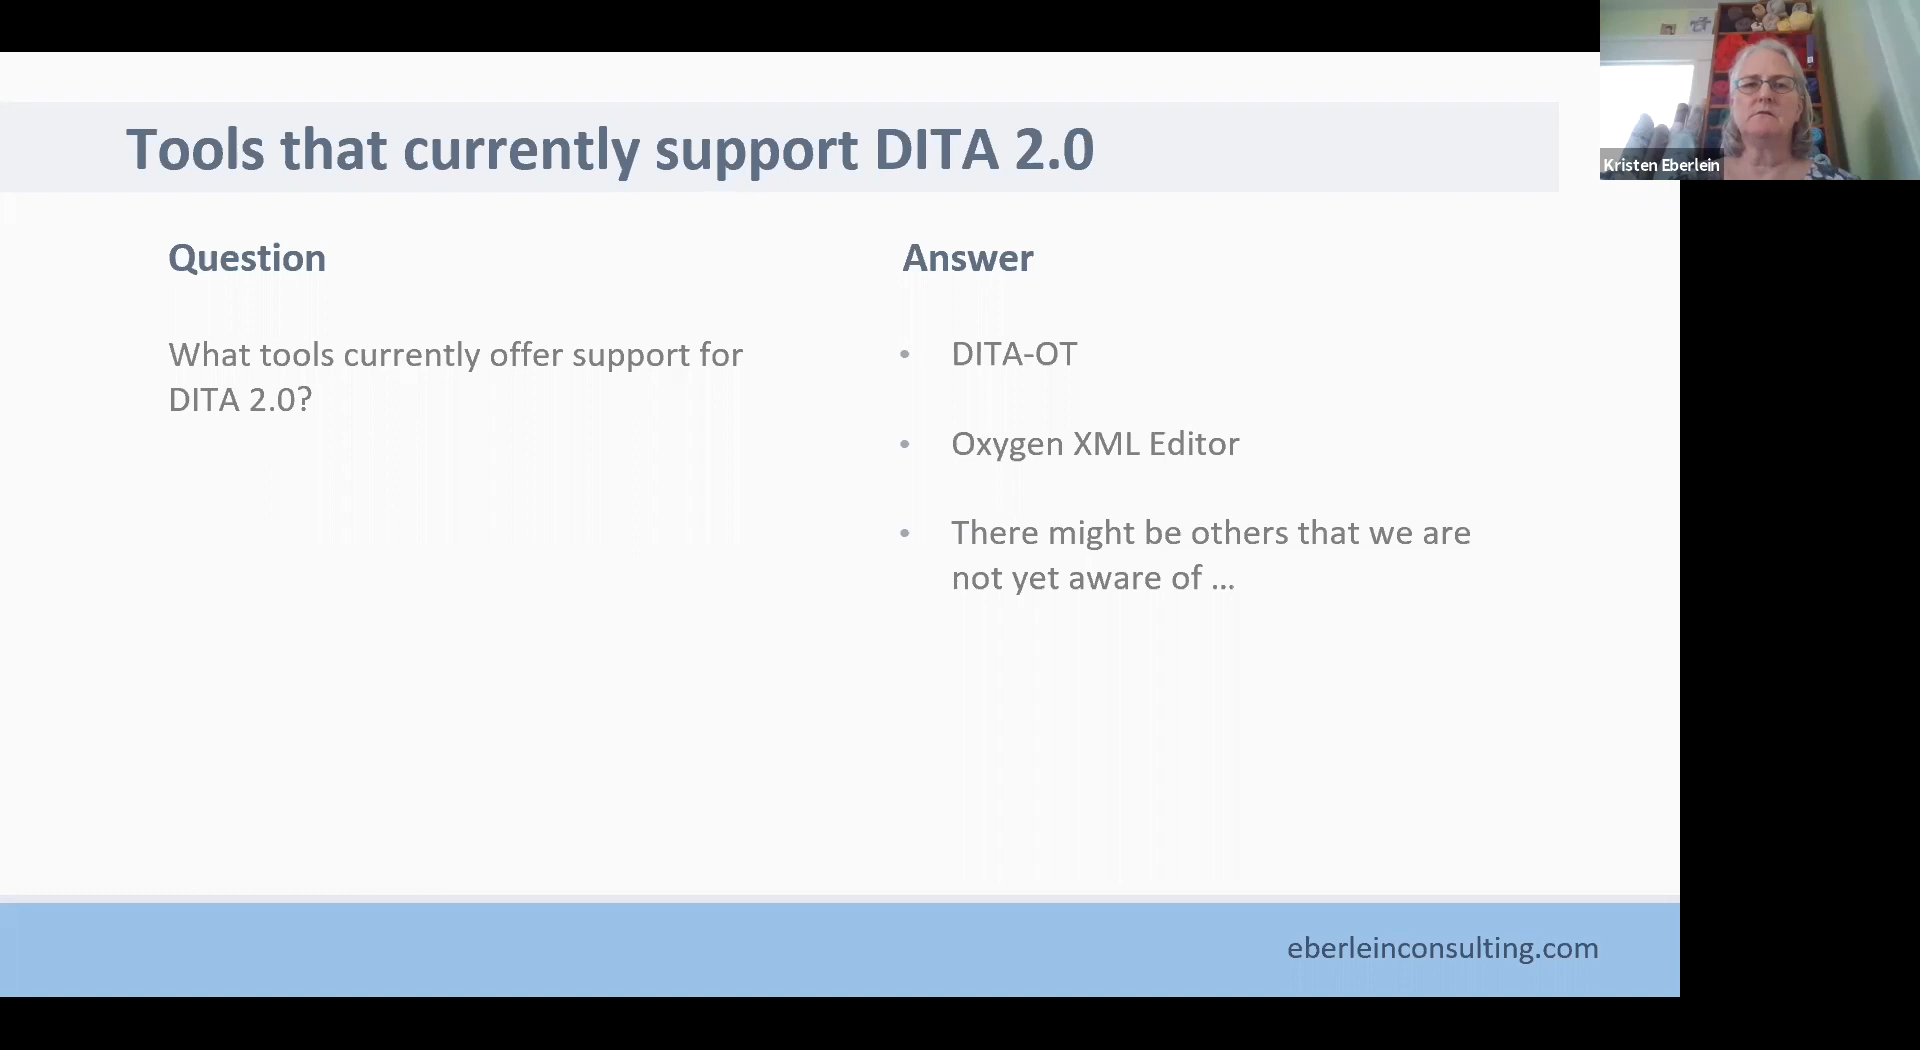 Tools that currently support DITA 2.0
Kristen Eberlein
Question
What tools currently offer support for
DITA 2.0?
Answer
• DITA-OT
• Oxygen XML Editor
• There might be others that we are
not yet aware of ...
eberleinconsulting.com